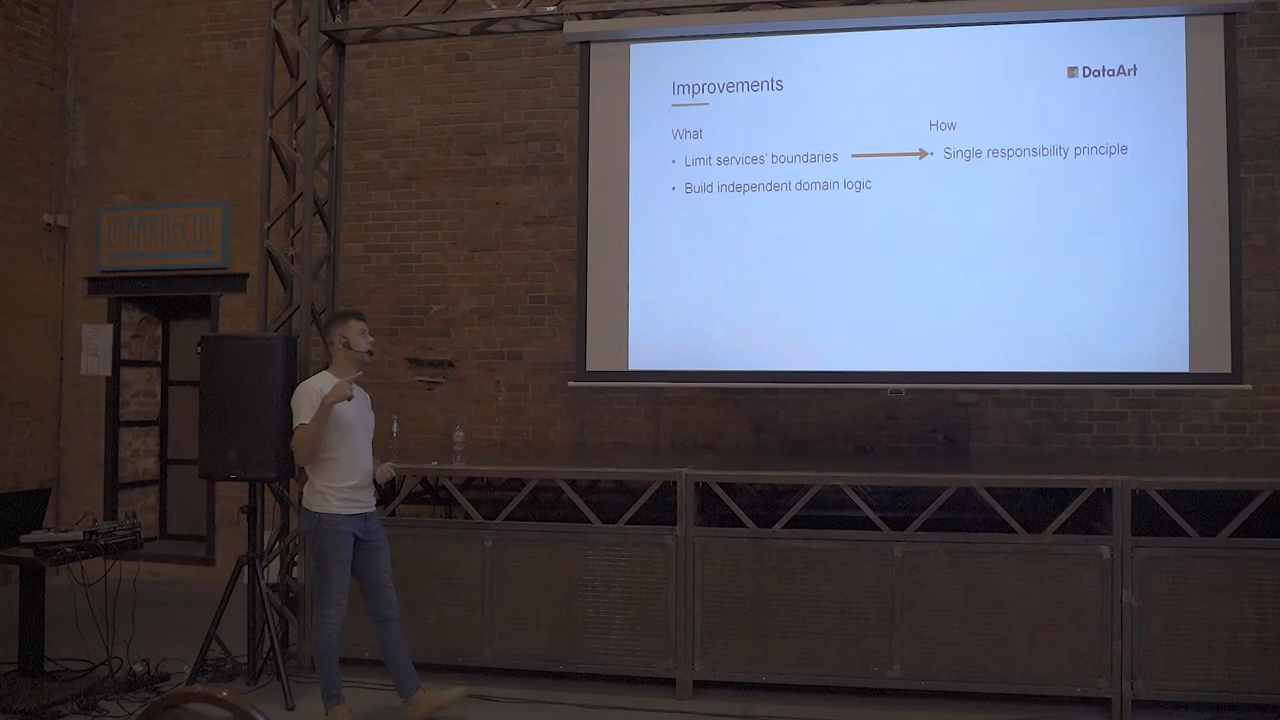 Improvements
DataArt
What
How
• Limit services' boundaries
• Single responsibility principle
• Build independent domain logic